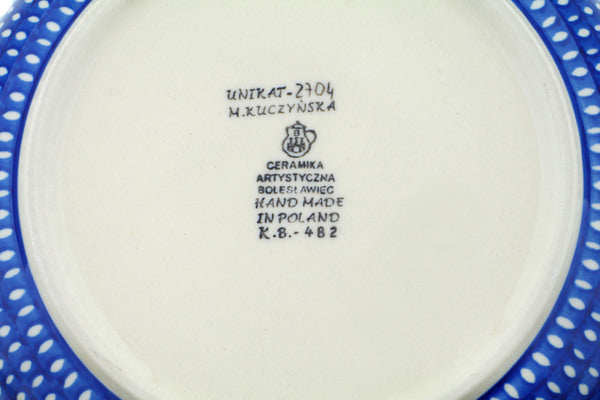 UNIKAT-2704
M.KUCZYŃSKA
B
CERAMIKA
ARTYSTYCZNA
BOLESŁAWIEC
HAND MADE
IN POLAND
K.B.-482